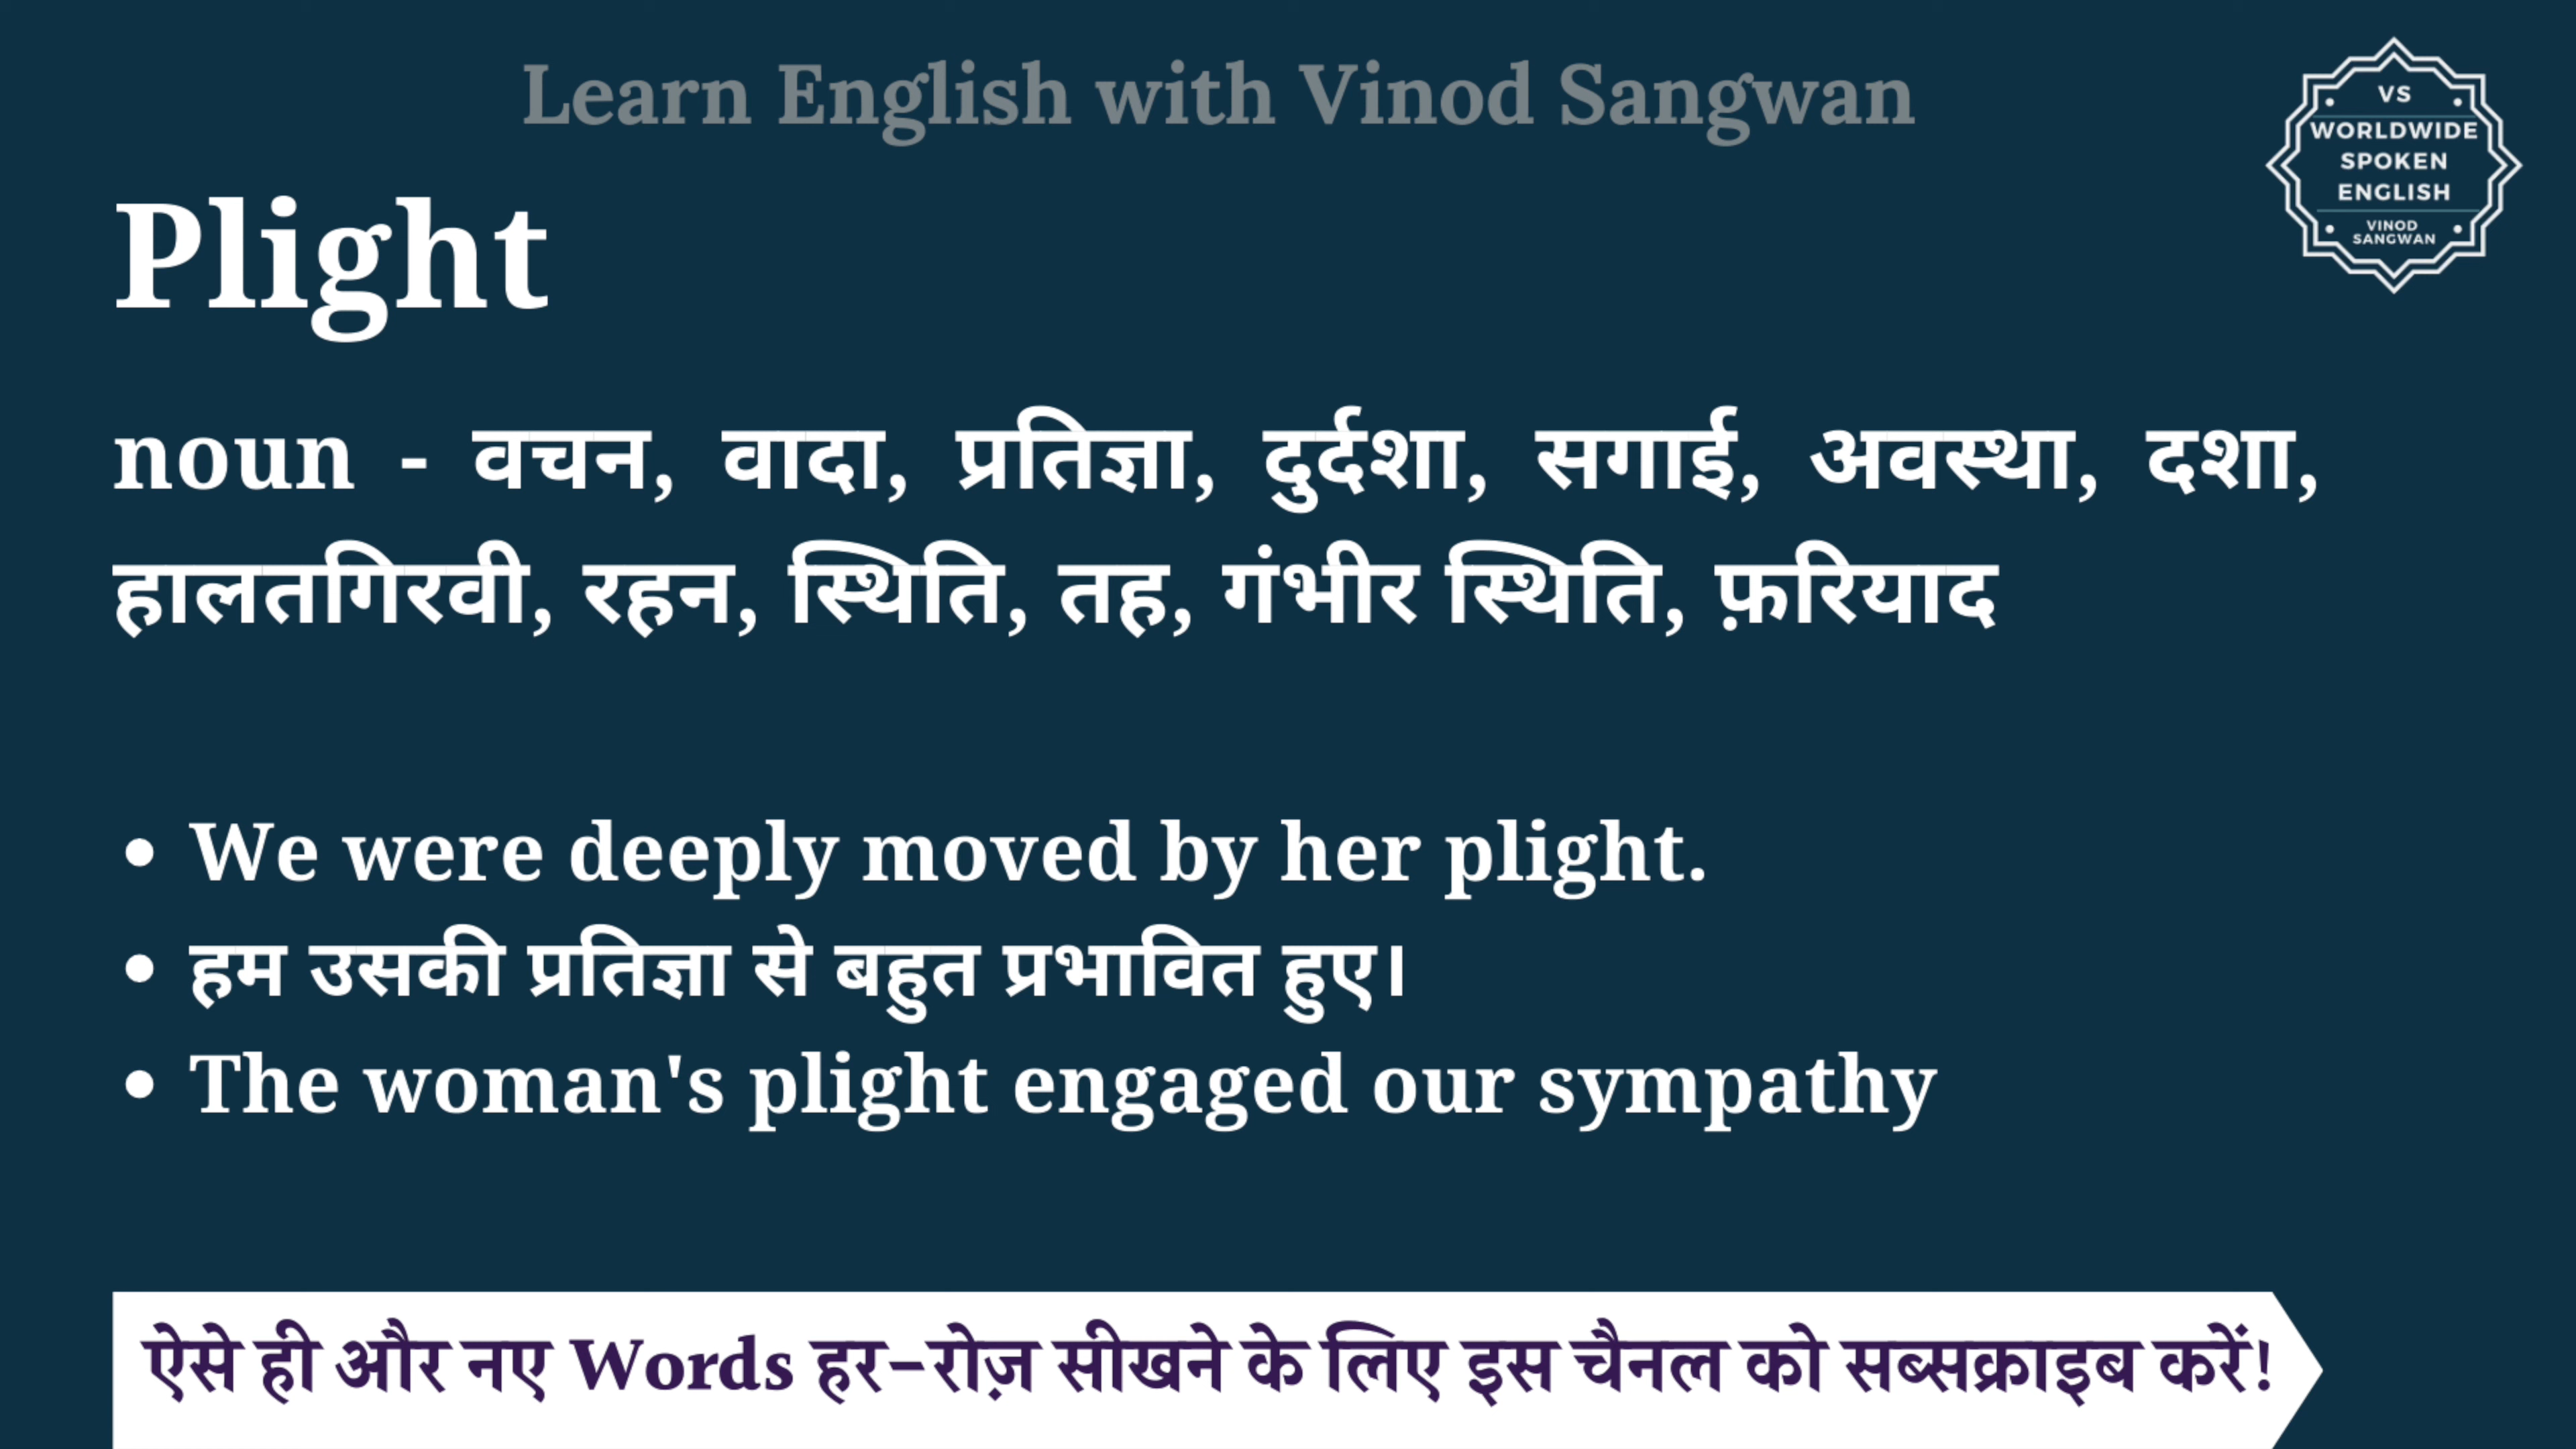 Learn English with Vinod Sangwan
VS
WORLDWIDE
SPOKEN
ENGLISH
VINOD
SANGWAN
Plight
noun - वचन, वादा, प्रतिज्ञा, दुर्दशा, सगाई, अवस्था, दशा,
हालतगिरवी, रहन, स्थिति, तह, गंभीर स्थिति, फ़रियाद
• We were deeply moved by her plight.
• हम उसकी प्रतिज्ञा से बहुत प्रभावित हुए।
• The woman's plight engaged our sympathy
ऐसे ही और नए Words हर-रोज़ सीखने के लिए इस चैनल को सब्सक्राइब करें!